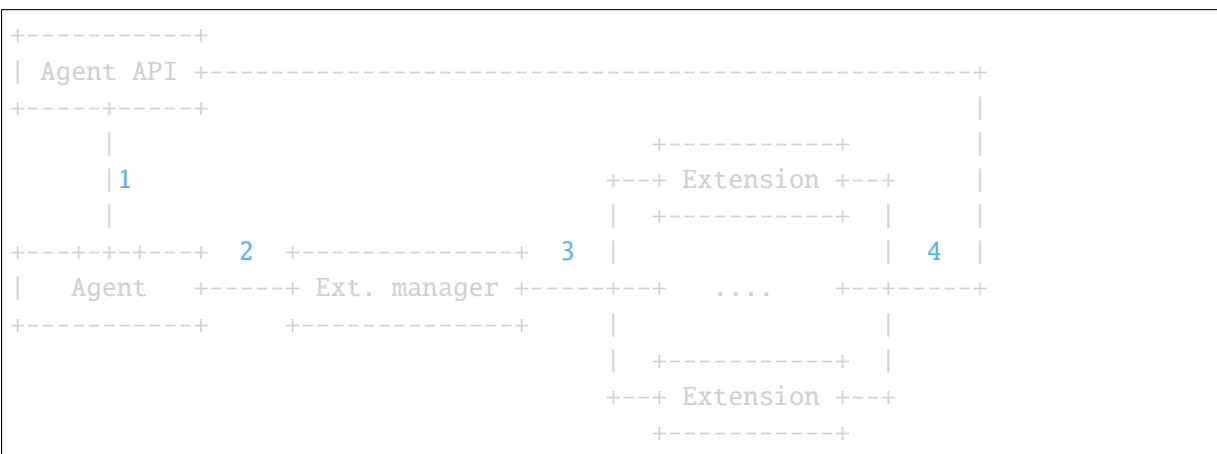 +------------+
| Agent API +--------------------------------------------------+
+------+------+                                                  |
      |                                   +------------+        |
      |1                               +--+ Extension +--+     |
      |                                |  +------------+  |     |
+----+-+-+----+  2  +---------------+  3  |                  |  4  |
|   Agent   +-----+ Ext. manager +-----+--+   ....    +--+-----+
+------------+     +---------------+     |                  |
                                       |  +------------+  |
                                       +--+ Extension +--+
                                          +------------+